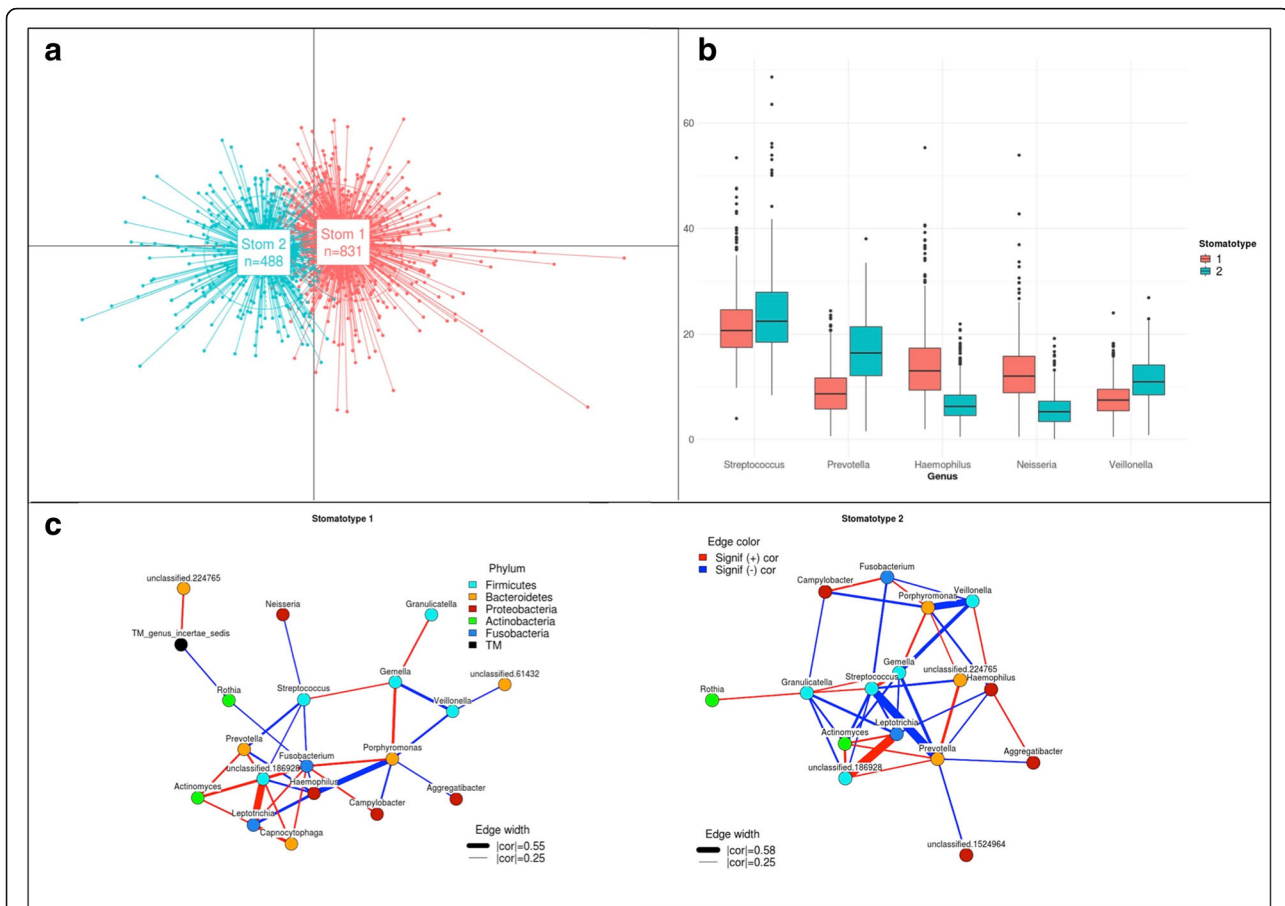 a
Stom 2
n=488
Stom 1
n=831
b
60
40
20
0
Streptococcus
Prevotella
Haemophilus
Neisseria
Veillonella
Genus
Stomatotype
1
2
c
Stomatotype 1
unclassified.224765
TM_genus_incertae_sedis
Neisseria
Granulicatella
Rothia
Streptococcus
Gemella
unclassified.61432
Veillonella
Prevotella
Fusobacterium
Porphyromonas
unclassified.186928
Haemophilus
Actinomyces
Campylobacter
Aggregatibacter
Leptotrichia
Capnocytophaga
Phylum
Firmicutes
Bacteroidetes
Proteobacteria
Actinobacteria
Fusobacteria
TM
Edge width
|cor|=0.55
|cor|=0.25
Stomatotype 2
Edge color
Signif (+) cor
Signif (-) cor
Fusobacterium
Campylobacter
Veillonella
Porphyromonas
Gemella
unclassified.224765
Streptococcus
Haemophilus
Granulicatella
Rothia
Leptotrichia
Actinomyces
Prevotella
Aggregatibacter
unclassified.186928
unclassified.1524964
Edge width
|cor|=0.58
|cor|=0.25